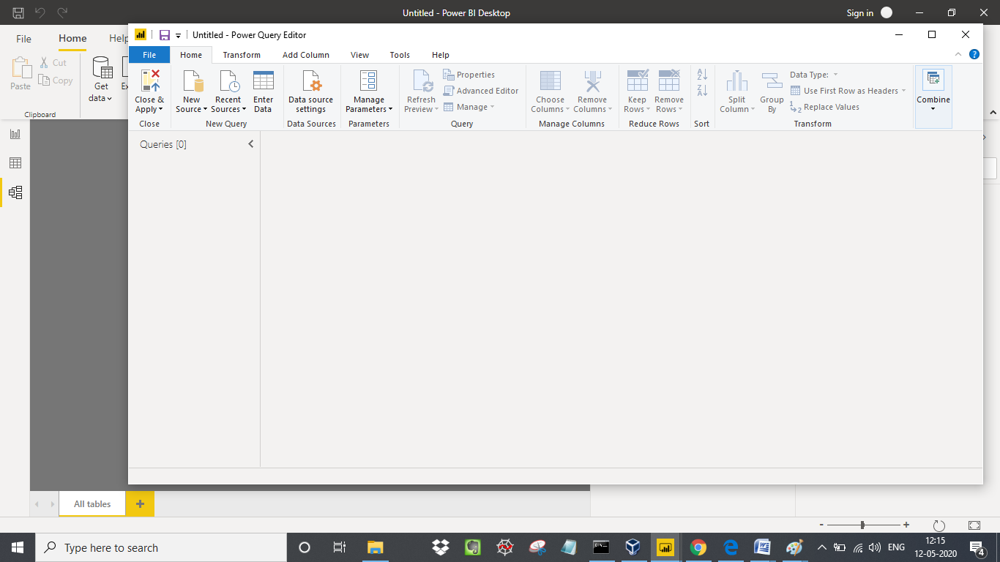 Untitled - Power BI Desktop
Sign in
File
Home
Help
Paste
Cut
Copy
Get
data
Clipboard
Untitled - Power Query Editor
File
Home
Transform
Add Column
View
Tools
Help
Close &
Apply
Close
New
Source
Recent
Sources
Enter
Data
New Query
Data source
settings
Data Sources
Manage
Parameters
Parameters
Refresh
Preview
Properties
Advanced Editor
Manage
Query
Choose
Columns
Remove
Columns
Manage Columns
Keep
Rows
Remove
Rows
Reduce Rows
Sort
Split
Column
Group
By
Data Type:
Use First Row as Headers
Replace Values
Transform
Combine
Queries [0]
All tables
Type here to search
ENG
12:15
12-05-2020
4